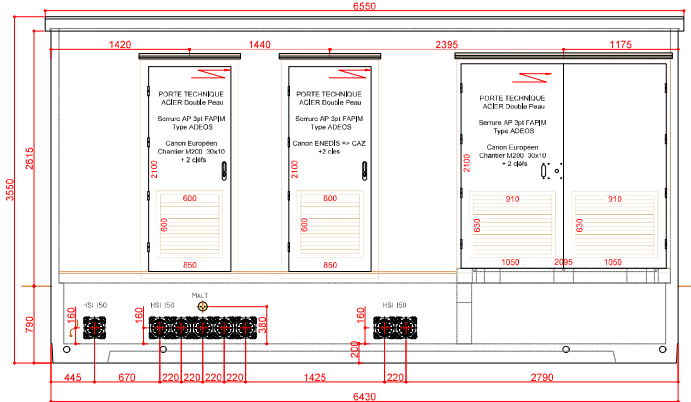 6550
1420 1440 2395 1175
PORTE TECHNIQUE
ACIER Double Peau
Serrure AP 3pt FAPIM
Type ADEOS
Canon Européen
Chantier M200 30x10
+ 2 clefs
2100
600
600
850
PORTE TECHNIQUE
ACIER Double Peau
Serrure AP 3pt FAPIM
Type ADEOS
Canon ENEDIS => CAZ
+2 clés
2100
600
600
850
PORTE TECHNIQUE
ACIER Double Peau
Serrure AP 3pt FAPIM
Type ADEOS
Canon Européen
Chantier M200 30x10
+ 2 clefs
2100
910 910
630 630
1050 2095 1050
3550
2615
790
HSI 150 HSI 150 MALT HSI 150
160 160 380 160
200
445 670 220 220 220 220 1425 220 2790
6430